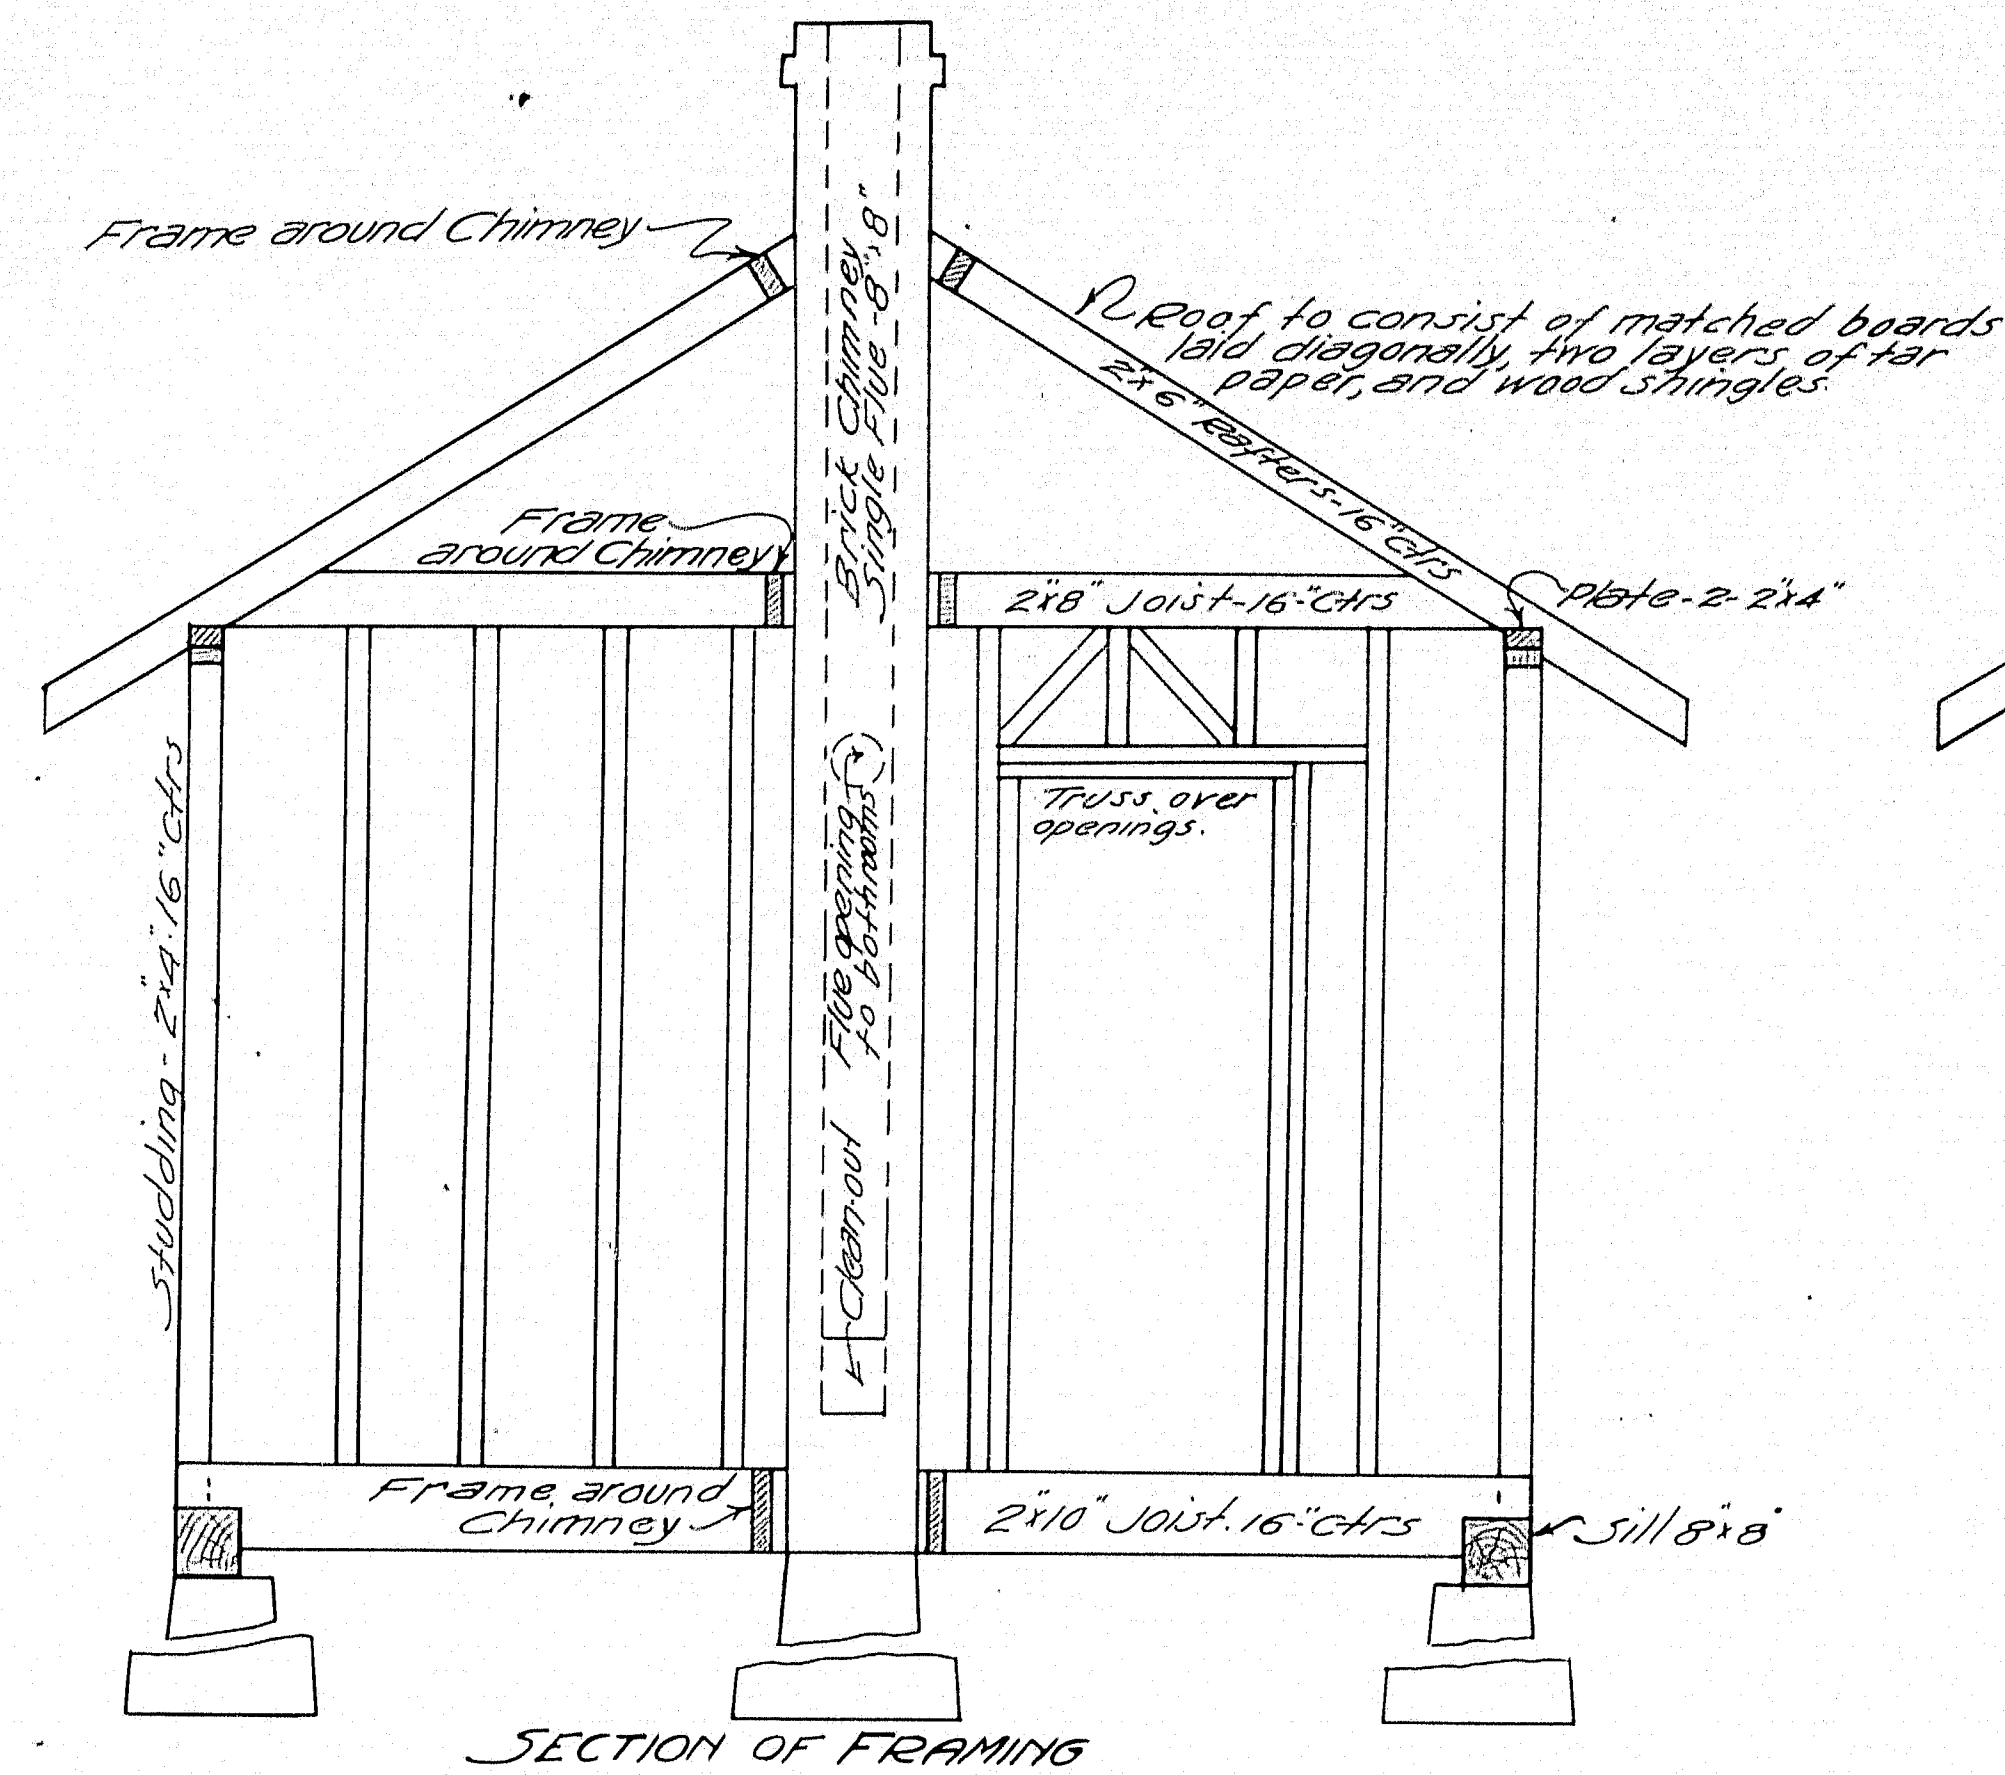 Frame around Chimney
Roof to consist of matched boards
laid diagonally, two layers of tar
paper, and wood shingles.
2"x6" Rafters-16"ctrs
Brick Chimney
Single Flue-8"x8"
Frame
around Chimney
2"x8" Joist-16"ctrs
Plate-2-2"x4"
Truss over
openings.
Studding-2"x4"-16"ctrs
Flue opening
to both rooms
Clean-out
Frame around
Chimney
2"x10" Joist.16"ctrs
Sill 8"x8"
SECTION OF FRAMING